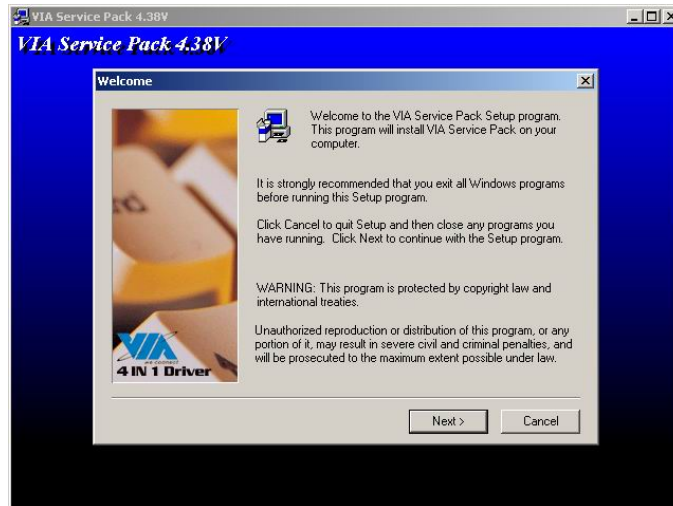 VIA Service Pack 4.38V
VIA Service Pack 4.38V
Welcome
Welcome to the VIA Service Pack Setup program.
This program will install VIA Service Pack on your
computer.
It is strongly recommended that you exit all Windows programs
before running this Setup program.
Click Cancel to quit Setup and then close any programs you
have running. Click Next to continue with the Setup program.
WARNING: This program is protected by copyright law and
international treaties.
Unauthorized reproduction or distribution of this program, or any
portion of it, may result in severe civil and criminal penalties, and
will be prosecuted to the maximum extent possible under law.
VIA
we connect
4 IN 1 Driver
Next >
Cancel